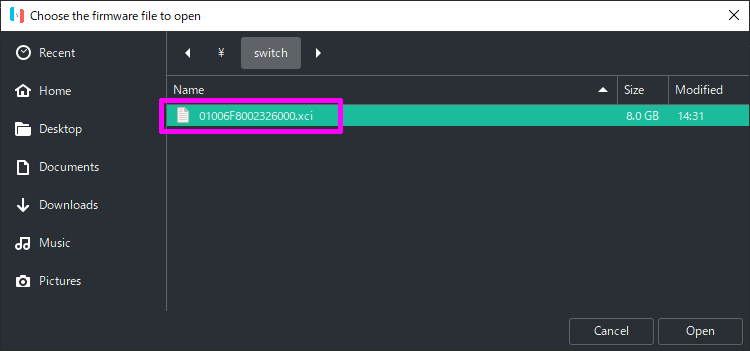 Choose the firmware file to open
Recent
Home
Desktop
Documents
Downloads
Music
Pictures
¥ switch
Name Size Modified
01006F8002326000.xci 8.0 GB 14:31
Cancel Open